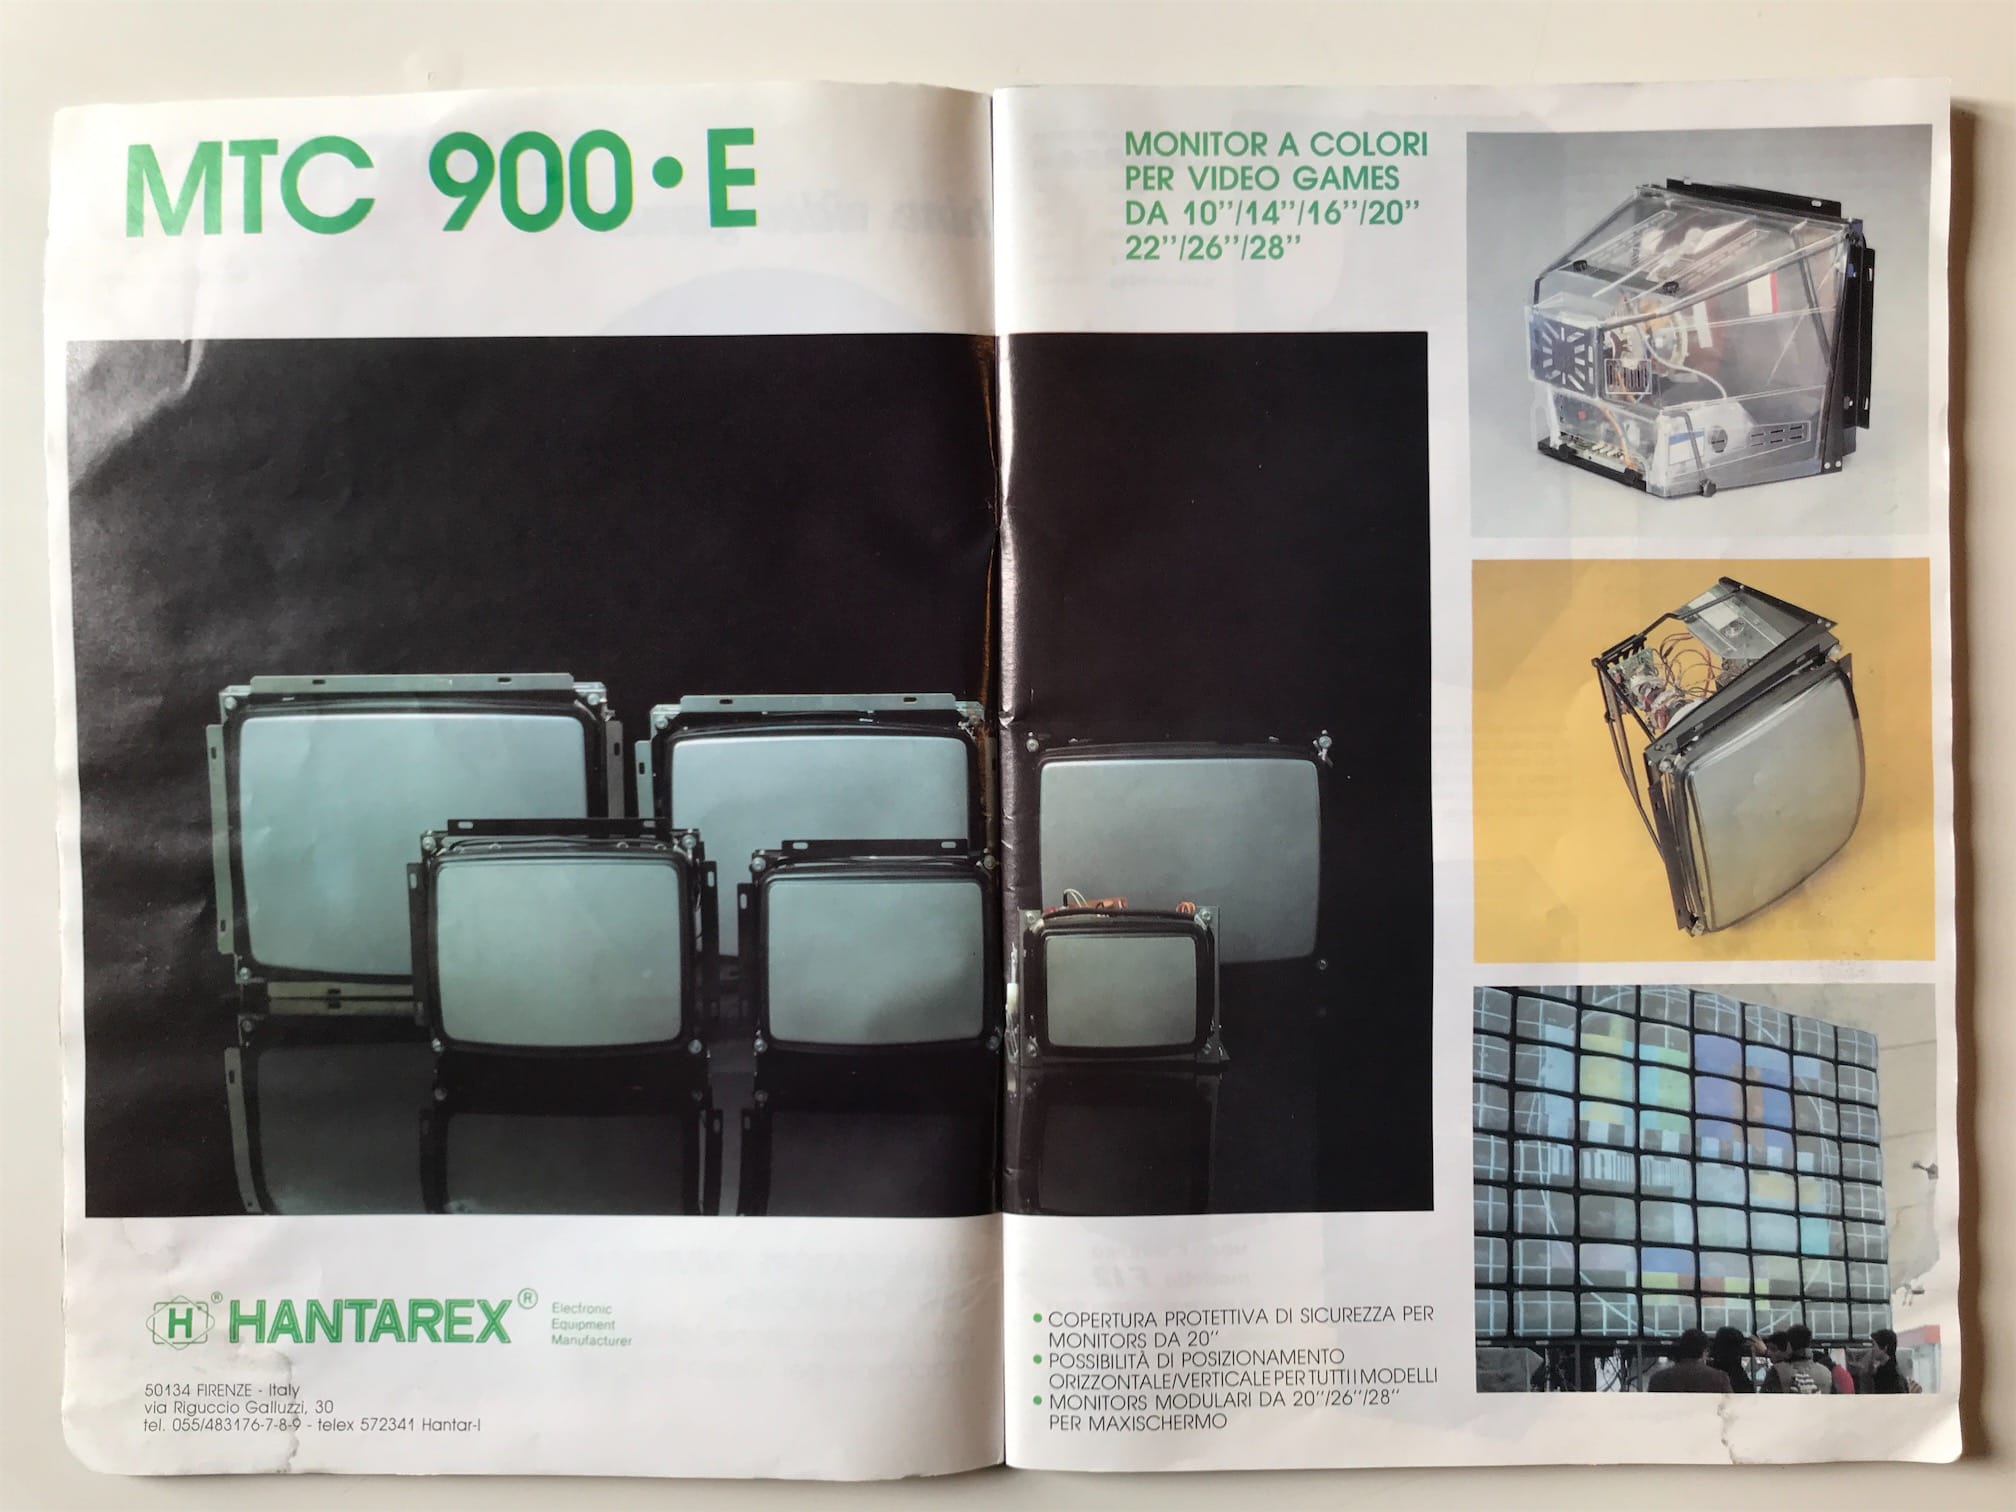 MTC 900•E
MONITOR A COLORI
PER VIDEO GAMES
DA 10’’/14’’/16’’/20’’
22’’/26’’/28’’
H® HANTAREX®
Electronic
Equipment
Manufacturer
50134 FIRENZE - Italy
via Riguccio Galluzzi, 30
tel. 055/483176-7-8-9 - telex 572341 Hantar-I
• COPERTURA PROTETTIVA DI SICUREZZA PER
MONITORS DA 20’’
• POSSIBILITÀ DI POSIZIONAMENTO
ORIZZONTALE/VERTICALE PER TUTTI I MODELLI
• MONITORS MODULARI DA 20’’/26’’/28’’
PER MAXISCHERMO